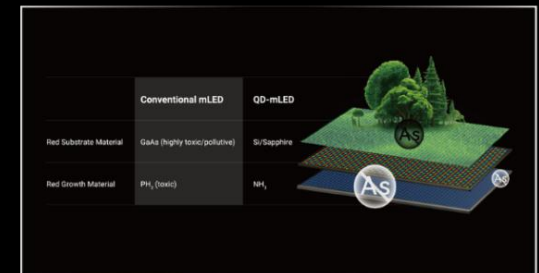 Conventional mLED QD-mLED
Red Substrate Material GaAs (highly toxic/pollutive) Si/Sapphire
Red Growth Material PH₃ (toxic) NH₃
As
As
As